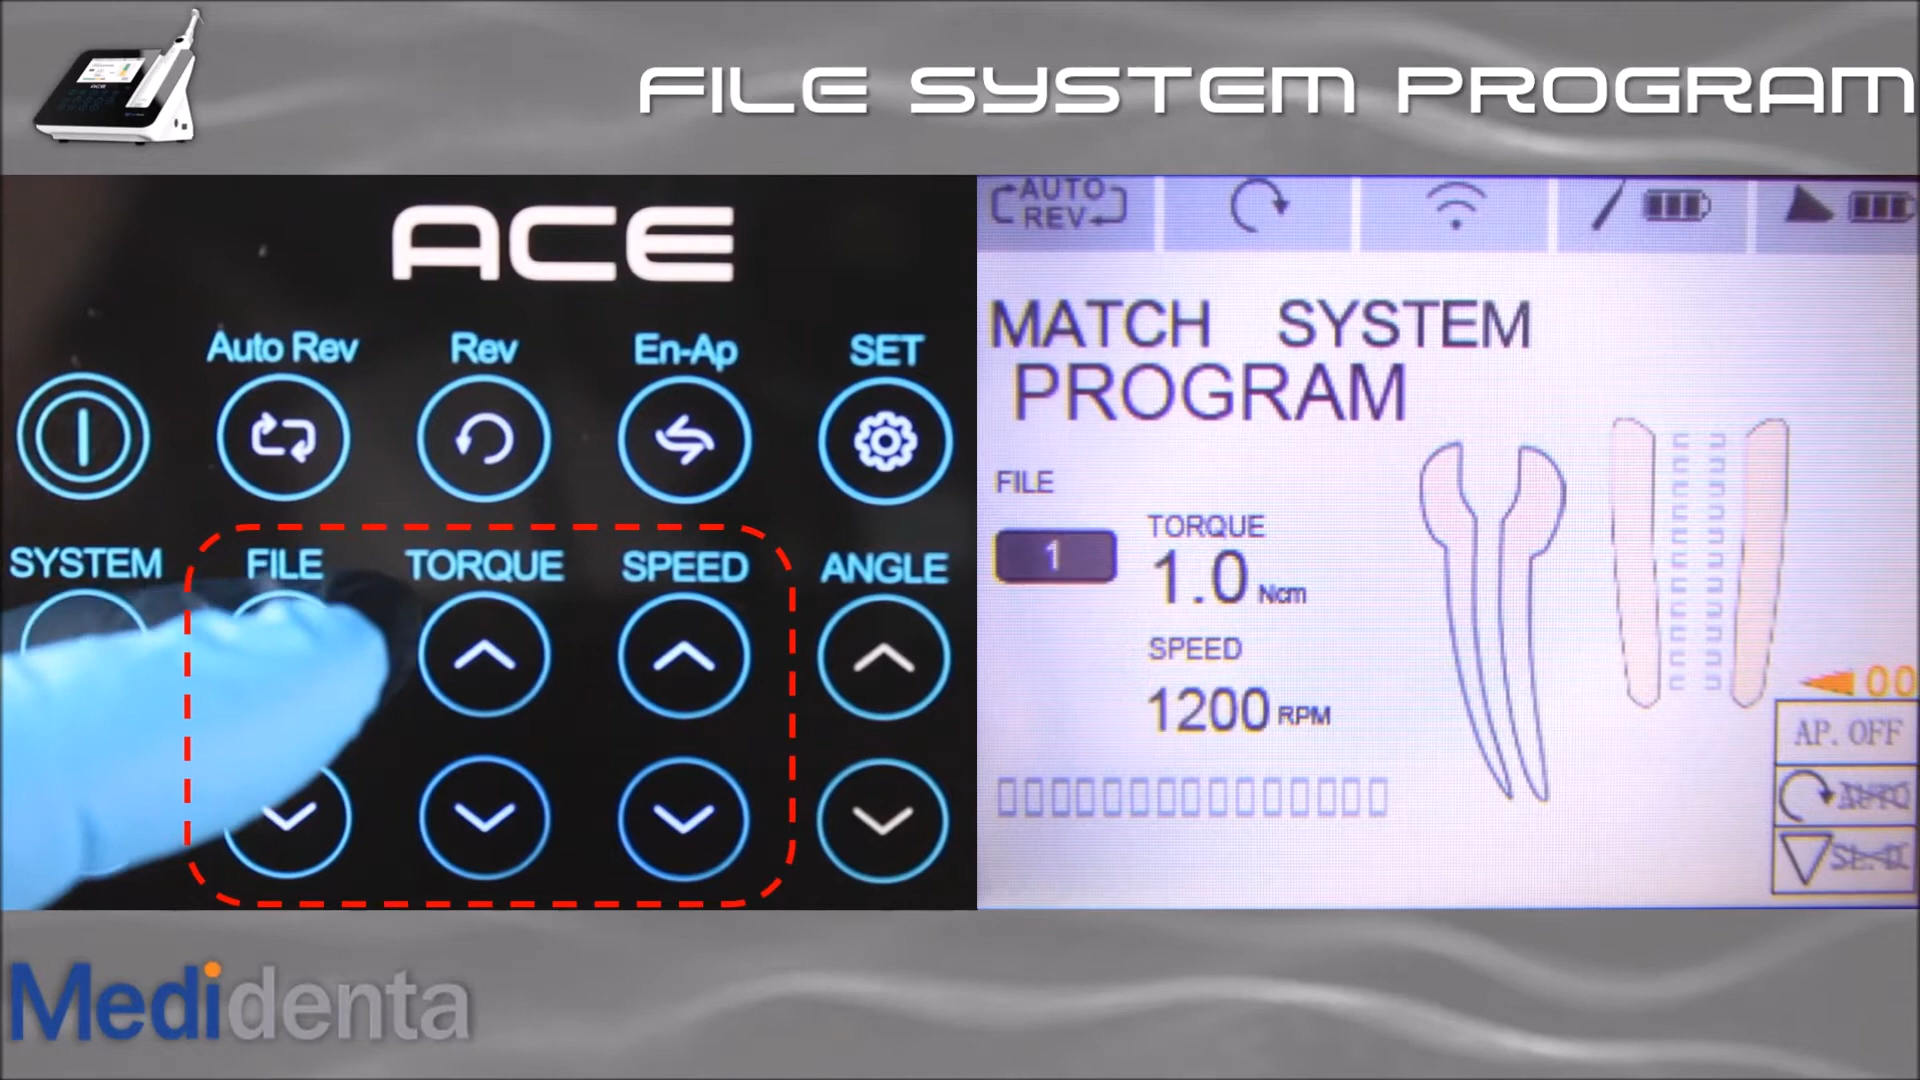 FILE SYSTEM PROGRAM
ACE
Auto Rev
Rev
En-Ap
SET
SYSTEM
FILE
TORQUE
SPEED
ANGLE
AUTO
REV
MATCH SYSTEM
PROGRAM
FILE
1
TORQUE
1.0 Ncm
SPEED
1200 RPM
00
AP. OFF
AUTO
Medidenta